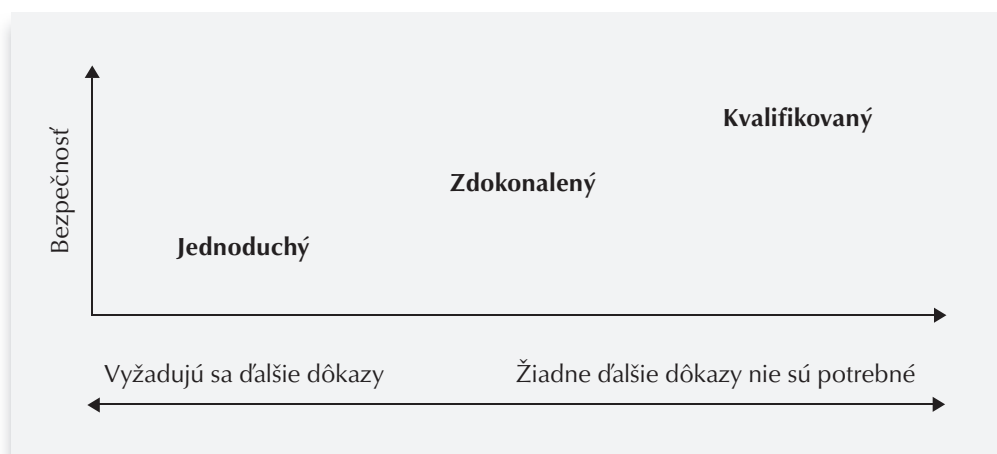 Bezpečnosť
Kvalifikovaný
Zdokonalený
Jednoduchý
Vyžadujú sa ďalšie dôkazy
Žiadne ďalšie dôkazy nie sú potrebné